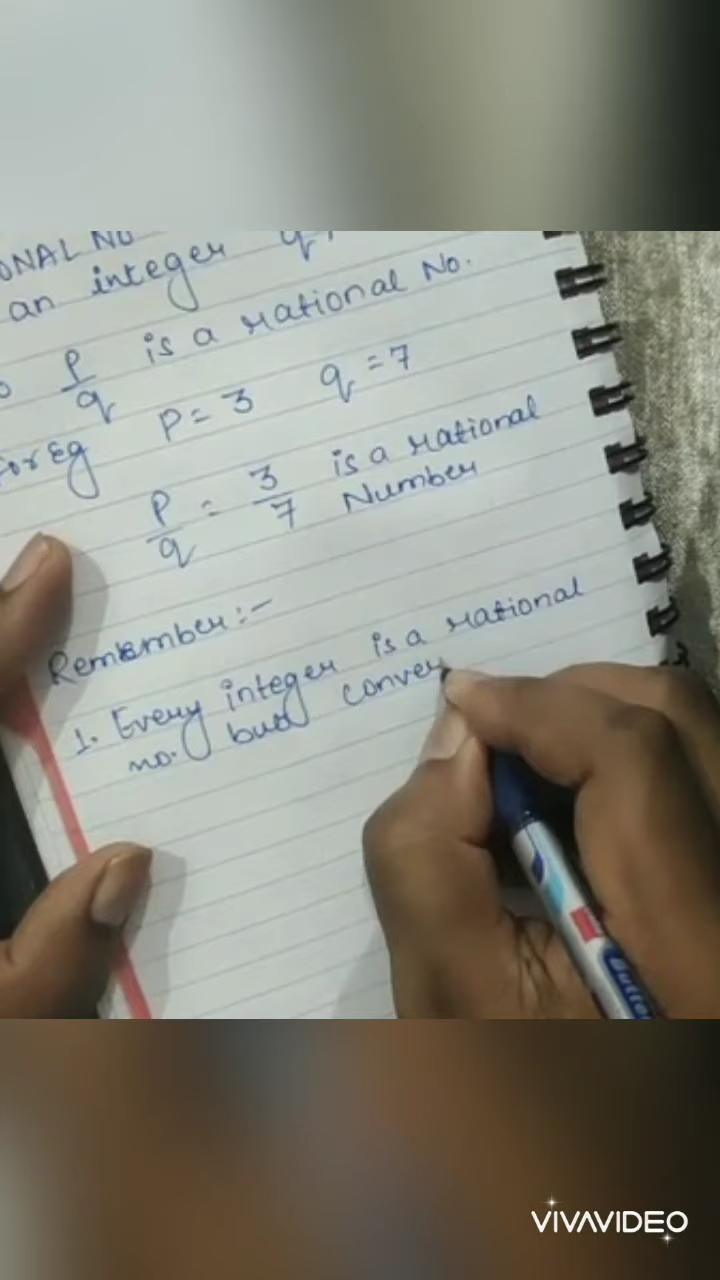 ONAL NO
an integer q,
p/q is a rational No.
For Eg P = 3 q = 7
P/q = 3/7 is a rational
Number
Remember :-
1. Every integer is a rational
no. but conver
VIVAVIDEO